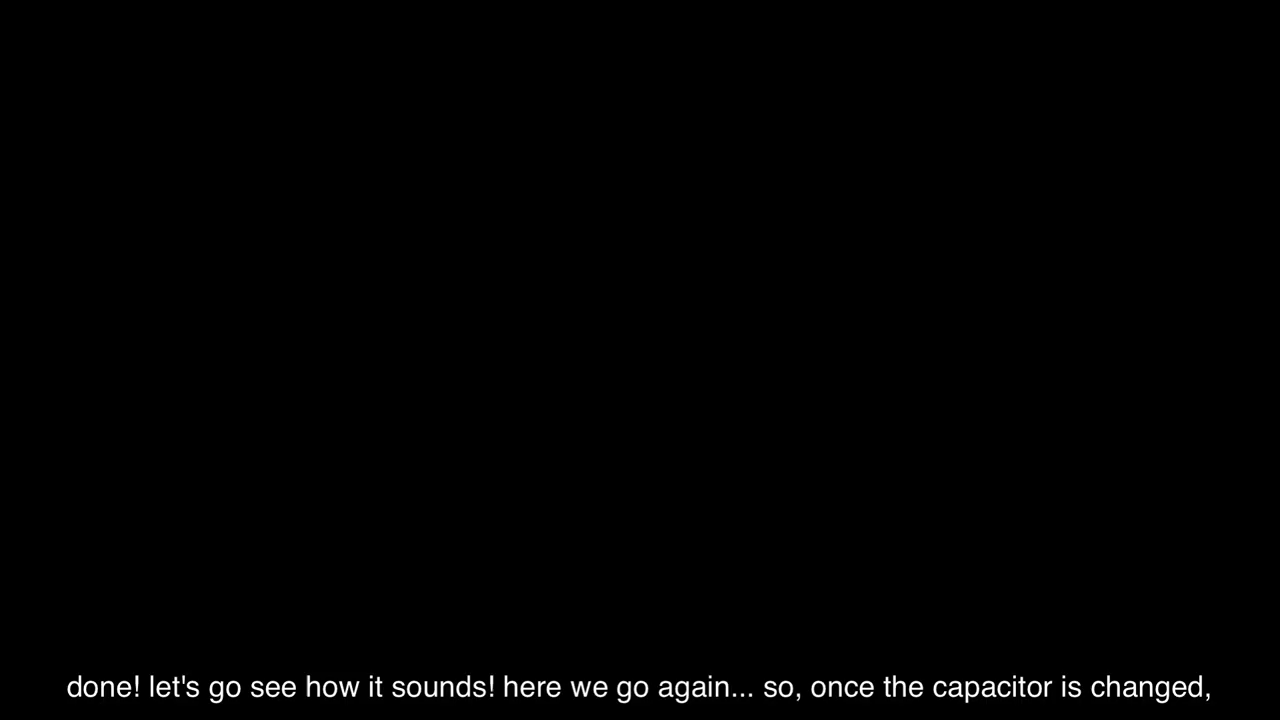 done! let's go see how it sounds! here we go again... so, once the capacitor is changed,